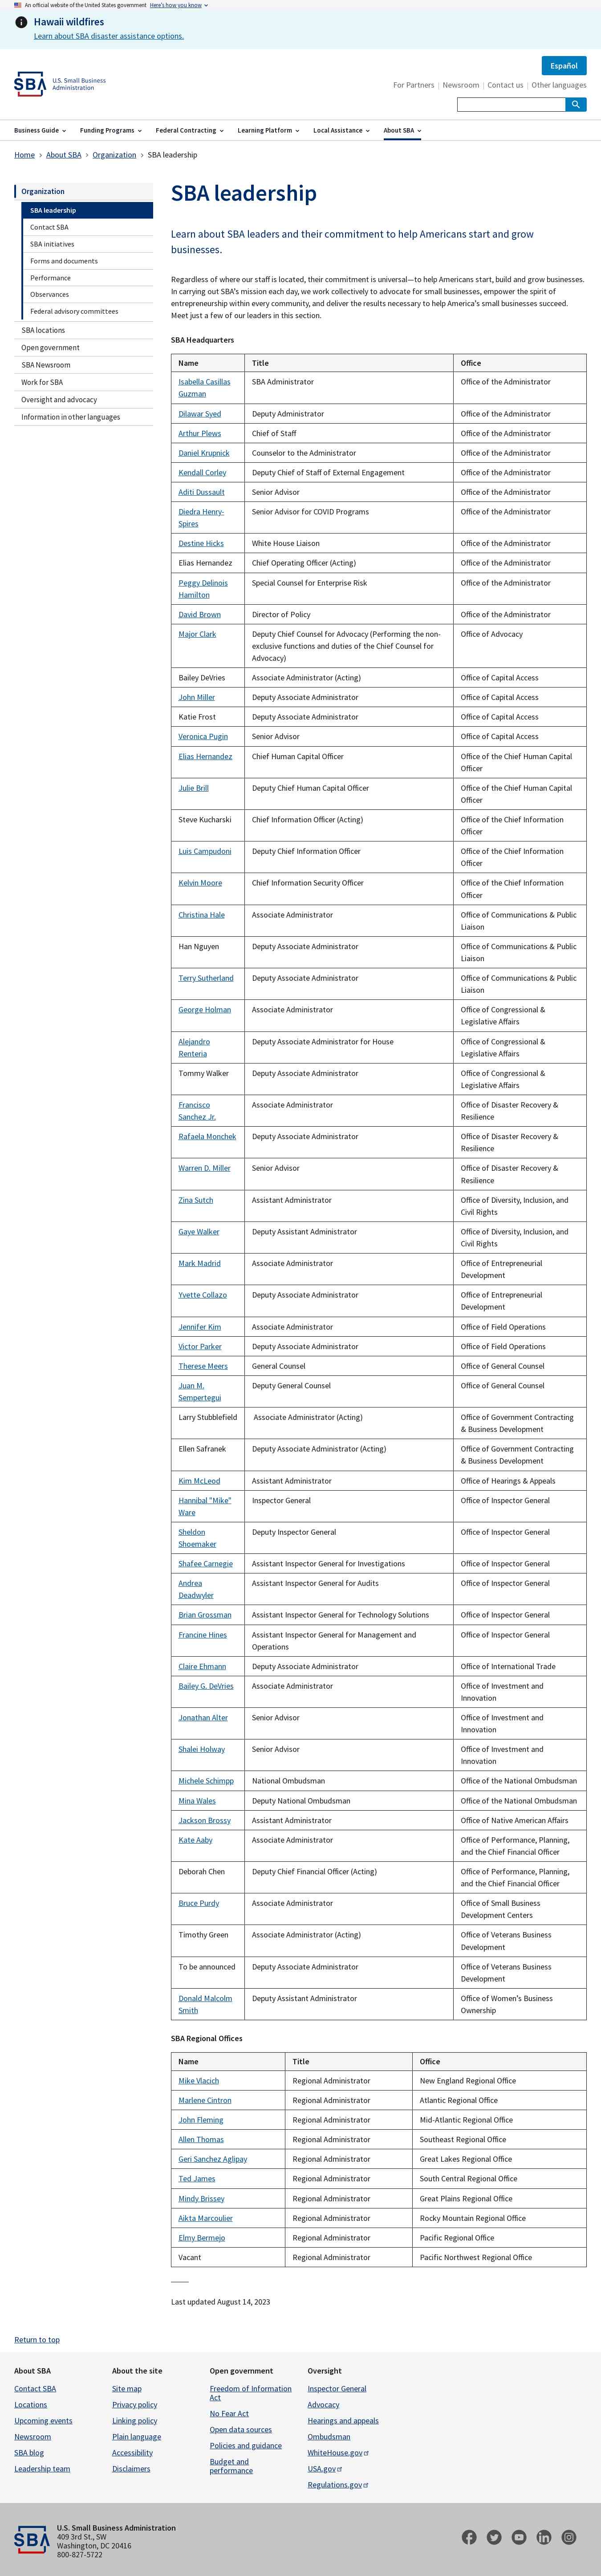 An official website of the United States government Here's how you know
Hawaii wildfires
Learn about SBA disaster assistance options.
Español
SBA
U.S. Small Business
Administration
For Partners | Newsroom | Contact us | Other languages
Business Guide
Funding Programs
Federal Contracting
Learning Platform
Local Assistance
About SBA
Home › About SBA › Organization › SBA leadership
Organization
SBA leadership
Contact SBA
SBA initiatives
Forms and documents
Performance
Observances
Federal advisory committees
SBA locations
Open government
SBA Newsroom
Work for SBA
Oversight and advocacy
Information in other languages
SBA leadership
Learn about SBA leaders and their commitment to help Americans start and grow
businesses.
Regardless of where our staff is located, their commitment is universal—to help Americans start, build and grow businesses.
In carrying out SBA's mission each day, we work collectively to advocate for small businesses, empower the spirit of
entrepreneurship within every community, and deliver the results necessary to help America's small businesses succeed.
Meet just a few of our leaders in this section.
SBA Headquarters
Name Title Office
Isabella Casillas SBA Administrator Office of the Administrator
Guzman
Dilawar Syed Deputy Administrator Office of the Administrator
Arthur Plews Chief of Staff Office of the Administrator
Daniel Krupnick Counselor to the Administrator Office of the Administrator
Kendall Corley Deputy Chief of Staff of External Engagement Office of the Administrator
Aditi Dussault Senior Advisor Office of the Administrator
Diedra Henry- Senior Advisor for COVID Programs Office of the Administrator
Spires
Destine Hicks White House Liaison Office of the Administrator
Elias Hernandez Chief Operating Officer (Acting) Office of the Administrator
Peggy Delinois Special Counsel for Enterprise Risk Office of the Administrator
Hamilton
David Brown Director of Policy Office of the Administrator
Major Clark Deputy Chief Counsel for Advocacy (Performing the non- Office of Advocacy
exclusive functions and duties of the Chief Counsel for
Advocacy)
Bailey DeVries Associate Administrator (Acting) Office of Capital Access
John Miller Deputy Associate Administrator Office of Capital Access
Katie Frost Deputy Associate Administrator Office of Capital Access
Veronica Pugin Senior Advisor Office of Capital Access
Elias Hernandez Chief Human Capital Officer Office of the Chief Human Capital
Officer
Julie Brill Deputy Chief Human Capital Officer Office of the Chief Human Capital
Officer
Steve Kucharski Chief Information Officer (Acting) Office of the Chief Information
Officer
Luis Campudoni Deputy Chief Information Officer Office of the Chief Information
Officer
Kelvin Moore Chief Information Security Officer Office of the Chief Information
Officer
Christina Hale Associate Administrator Office of Communications & Public
Liaison
Han Nguyen Deputy Associate Administrator Office of Communications & Public
Liaison
Terry Sutherland Deputy Associate Administrator Office of Communications & Public
Liaison
George Holman Associate Administrator Office of Congressional &
Legislative Affairs
Alejandro Deputy Associate Administrator for House Office of Congressional &
Renteria Legislative Affairs
Tommy Walker Deputy Associate Administrator Office of Congressional &
Legislative Affairs
Francisco Associate Administrator Office of Disaster Recovery &
Sanchez Jr. Resilience
Rafaela Monchek Deputy Associate Administrator Office of Disaster Recovery &
Resilience
Warren D. Miller Senior Advisor Office of Disaster Recovery &
Resilience
Zina Sutch Assistant Administrator Office of Diversity, Inclusion, and
Civil Rights
Gaye Walker Deputy Assistant Administrator Office of Diversity, Inclusion, and
Civil Rights
Mark Madrid Associate Administrator Office of Entrepreneurial
Development
Yvette Collazo Deputy Associate Administrator Office of Entrepreneurial
Development
Jennifer Kim Associate Administrator Office of Field Operations
Victor Parker Deputy Associate Administrator Office of Field Operations
Therese Meers General Counsel Office of General Counsel
Juan M. Deputy General Counsel Office of General Counsel
Sempertegui
Larry Stubblefield Associate Administrator (Acting) Office of Government Contracting
& Business Development
Ellen Safranek Deputy Associate Administrator (Acting) Office of Government Contracting
& Business Development
Kim McLeod Assistant Administrator Office of Hearings & Appeals
Hannibal "Mike" Inspector General Office of Inspector General
Ware
Sheldon Deputy Inspector General Office of Inspector General
Shoemaker
Shafee Carnegie Assistant Inspector General for Investigations Office of Inspector General
Andrea Assistant Inspector General for Audits Office of Inspector General
Deadwyler
Brian Grossman Assistant Inspector General for Technology Solutions Office of Inspector General
Francine Hines Assistant Inspector General for Management and Office of Inspector General
Operations
Claire Ehmann Deputy Associate Administrator Office of International Trade
Bailey G. DeVries Associate Administrator Office of Investment and
Innovation
Jonathan Alter Senior Advisor Office of Investment and
Innovation
Shalei Holway Senior Advisor Office of Investment and
Innovation
Michele Schimpp National Ombudsman Office of the National Ombudsman
Mina Wales Deputy National Ombudsman Office of the National Ombudsman
Jackson Brossy Assistant Administrator Office of Native American Affairs
Kate Aaby Associate Administrator Office of Performance, Planning,
and the Chief Financial Officer
Deborah Chen Deputy Chief Financial Officer (Acting) Office of Performance, Planning,
and the Chief Financial Officer
Bruce Purdy Associate Administrator Office of Small Business
Development Centers
Timothy Green Associate Administrator (Acting) Office of Veterans Business
Development
To be announced Deputy Associate Administrator Office of Veterans Business
Development
Donald Malcolm Deputy Assistant Administrator Office of Women's Business
Smith Ownership
SBA Regional Offices
Name Title Office
Mike Vlacich Regional Administrator New England Regional Office
Marlene Cintron Regional Administrator Atlantic Regional Office
John Fleming Regional Administrator Mid-Atlantic Regional Office
Allen Thomas Regional Administrator Southeast Regional Office
Geri Sanchez Aglipay Regional Administrator Great Lakes Regional Office
Ted James Regional Administrator South Central Regional Office
Mindy Brissey Regional Administrator Great Plains Regional Office
Aikta Marcoulier Regional Administrator Rocky Mountain Regional Office
Elmy Bermejo Regional Administrator Pacific Regional Office
Vacant Regional Administrator Pacific Northwest Regional Office
Last updated August 14, 2023
Return to top
About SBA
Contact SBA
Locations
Upcoming events
Newsroom
SBA blog
Leadership team
About the site
Site map
Privacy policy
Linking policy
Plain language
Accessibility
Disclaimers
Open government
Freedom of Information
Act
No Fear Act
Open data sources
Policies and guidance
Budget and
performance
Oversight
Inspector General
Advocacy
Hearings and appeals
Ombudsman
WhiteHouse.gov
USA.gov
Regulations.gov
SBA
U.S. Small Business Administration
409 3rd St., SW
Washington, DC 20416
800-827-5722